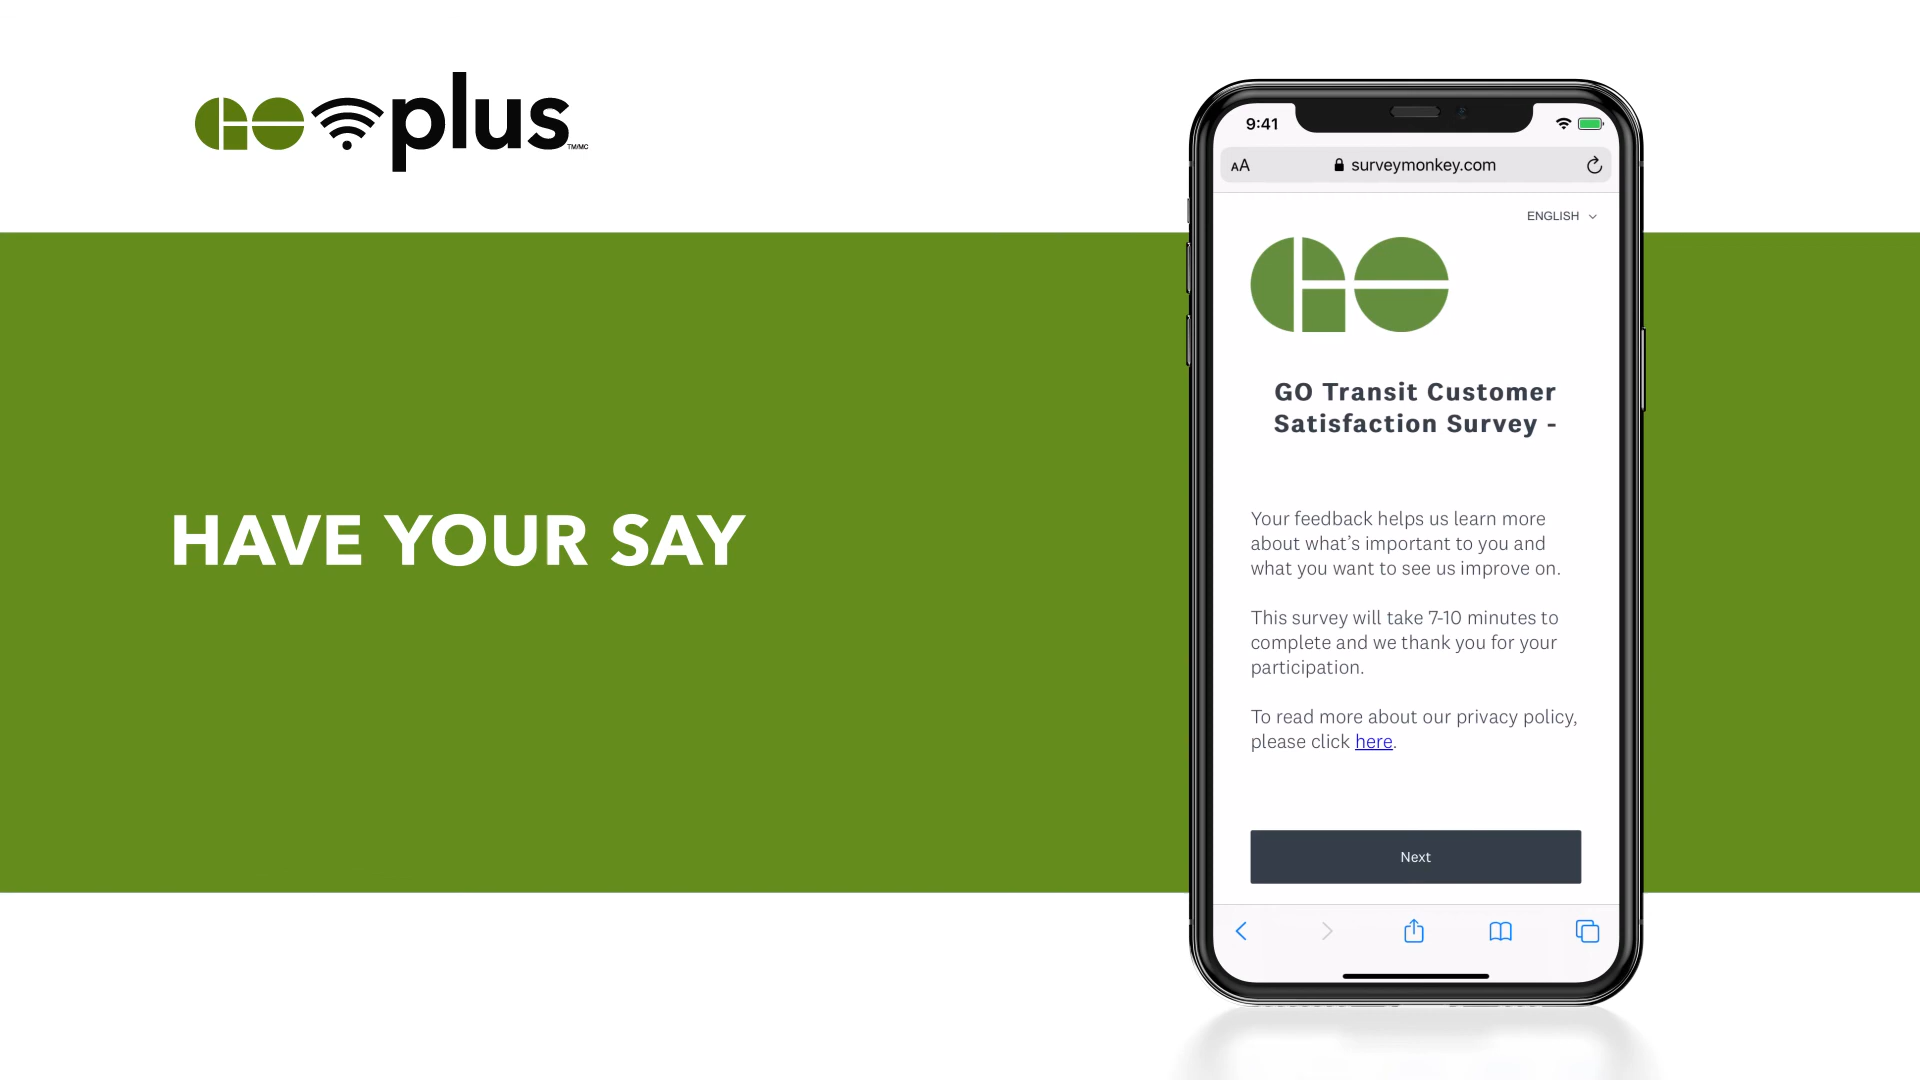 GO plus TM/MC
HAVE YOUR SAY
9:41
AA surveymonkey.com
ENGLISH
GO
GO Transit Customer
Satisfaction Survey -
Your feedback helps us learn more
about what's important to you and
what you want to see us improve on.
This survey will take 7-10 minutes to
complete and we thank you for your
participation.
To read more about our privacy policy,
please click here.
Next